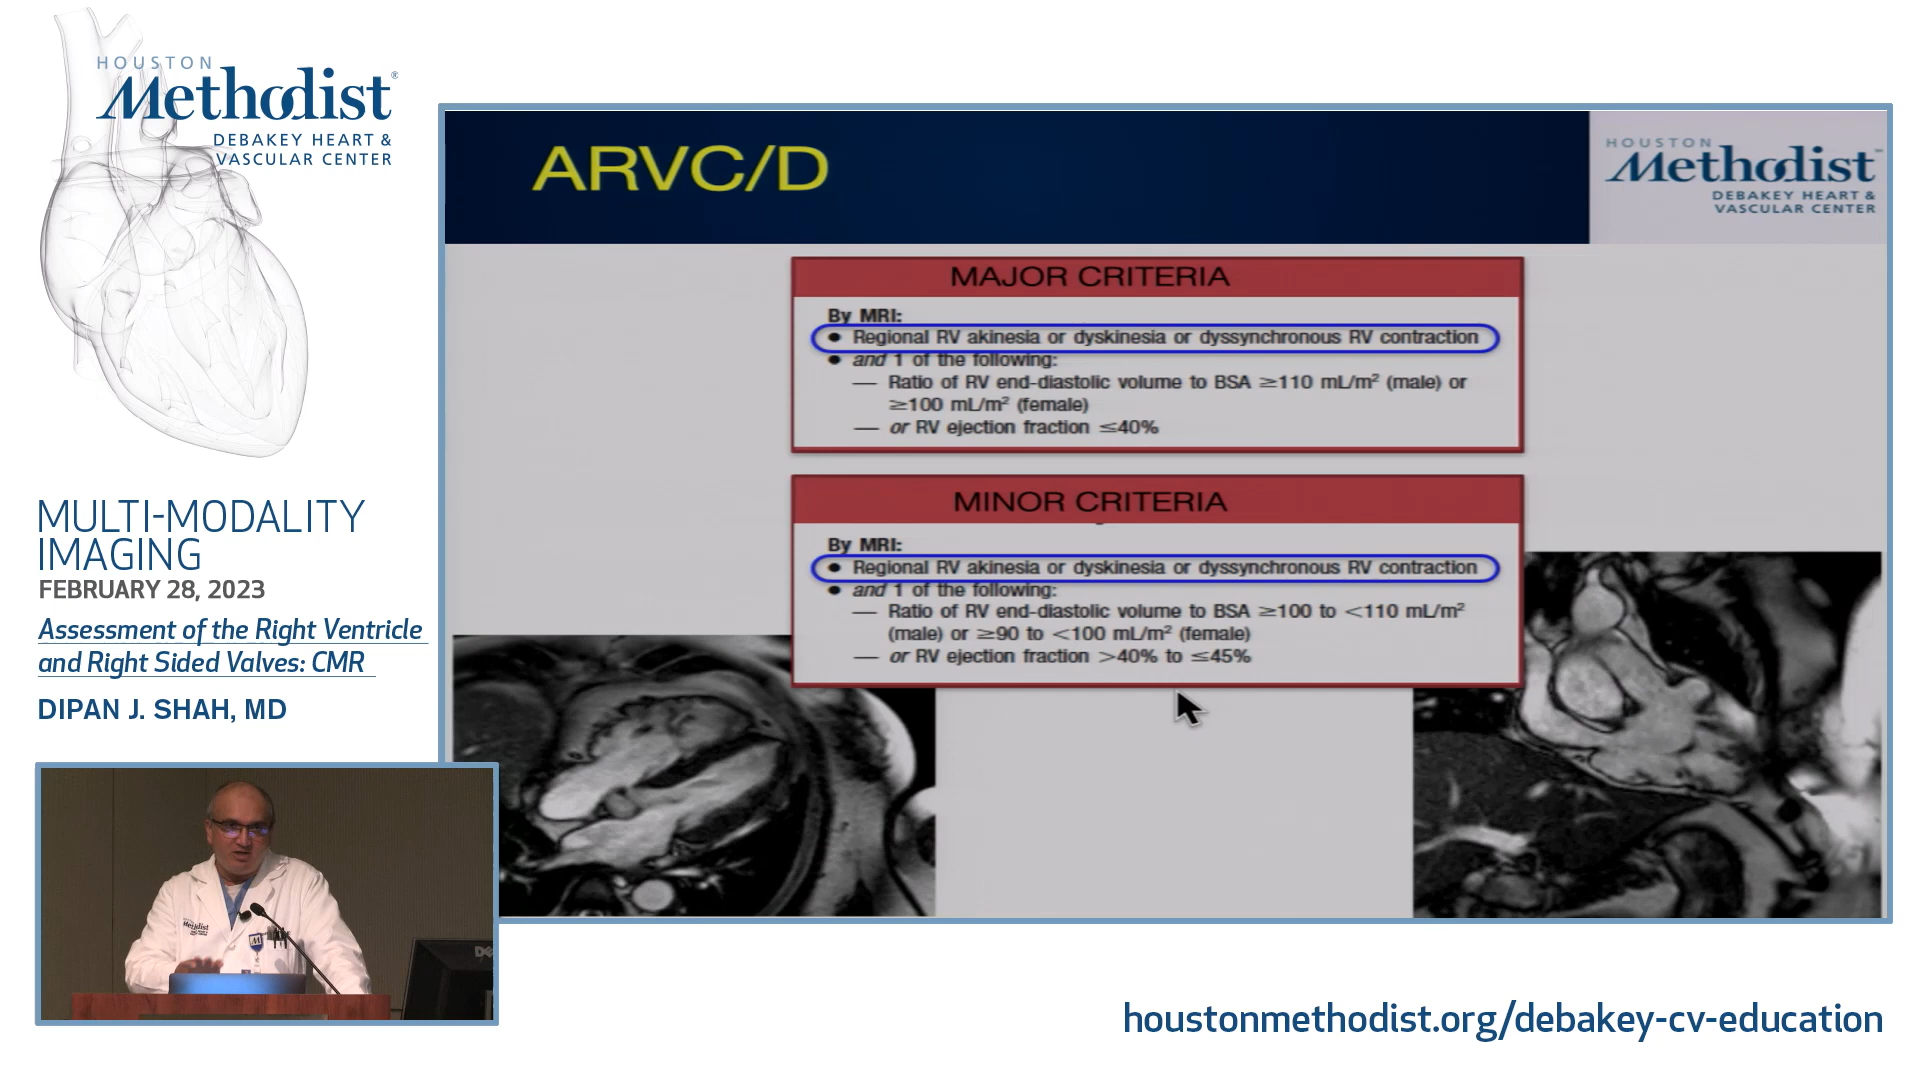 HOUSTON
Methodist®
DEBAKEY HEART &
VASCULAR CENTER
MULTI-MODALITY
IMAGING
FEBRUARY 28, 2023
Assessment of the Right Ventricle
and Right Sided Valves: CMR
DIPAN J. SHAH, MD
ARVC/D
HOUSTON
Methodist
DEBAKEY HEART &
VASCULAR CENTER
MAJOR CRITERIA
By MRI:
● Regional RV akinesia or dyskinesia or dyssynchronous RV contraction
● and 1 of the following:
— Ratio of RV end-diastolic volume to BSA ≥110 mL/m² (male) or
≥100 mL/m² (female)
— or RV ejection fraction ≤40%
MINOR CRITERIA
By MRI:
● Regional RV akinesia or dyskinesia or dyssynchronous RV contraction
● and 1 of the following:
— Ratio of RV end-diastolic volume to BSA ≥100 to <110 mL/m²
(male) or ≥90 to <100 mL/m² (female)
— or RV ejection fraction >40% to ≤45%
Methodist
houstonmethodist.org/debakey-cv-education